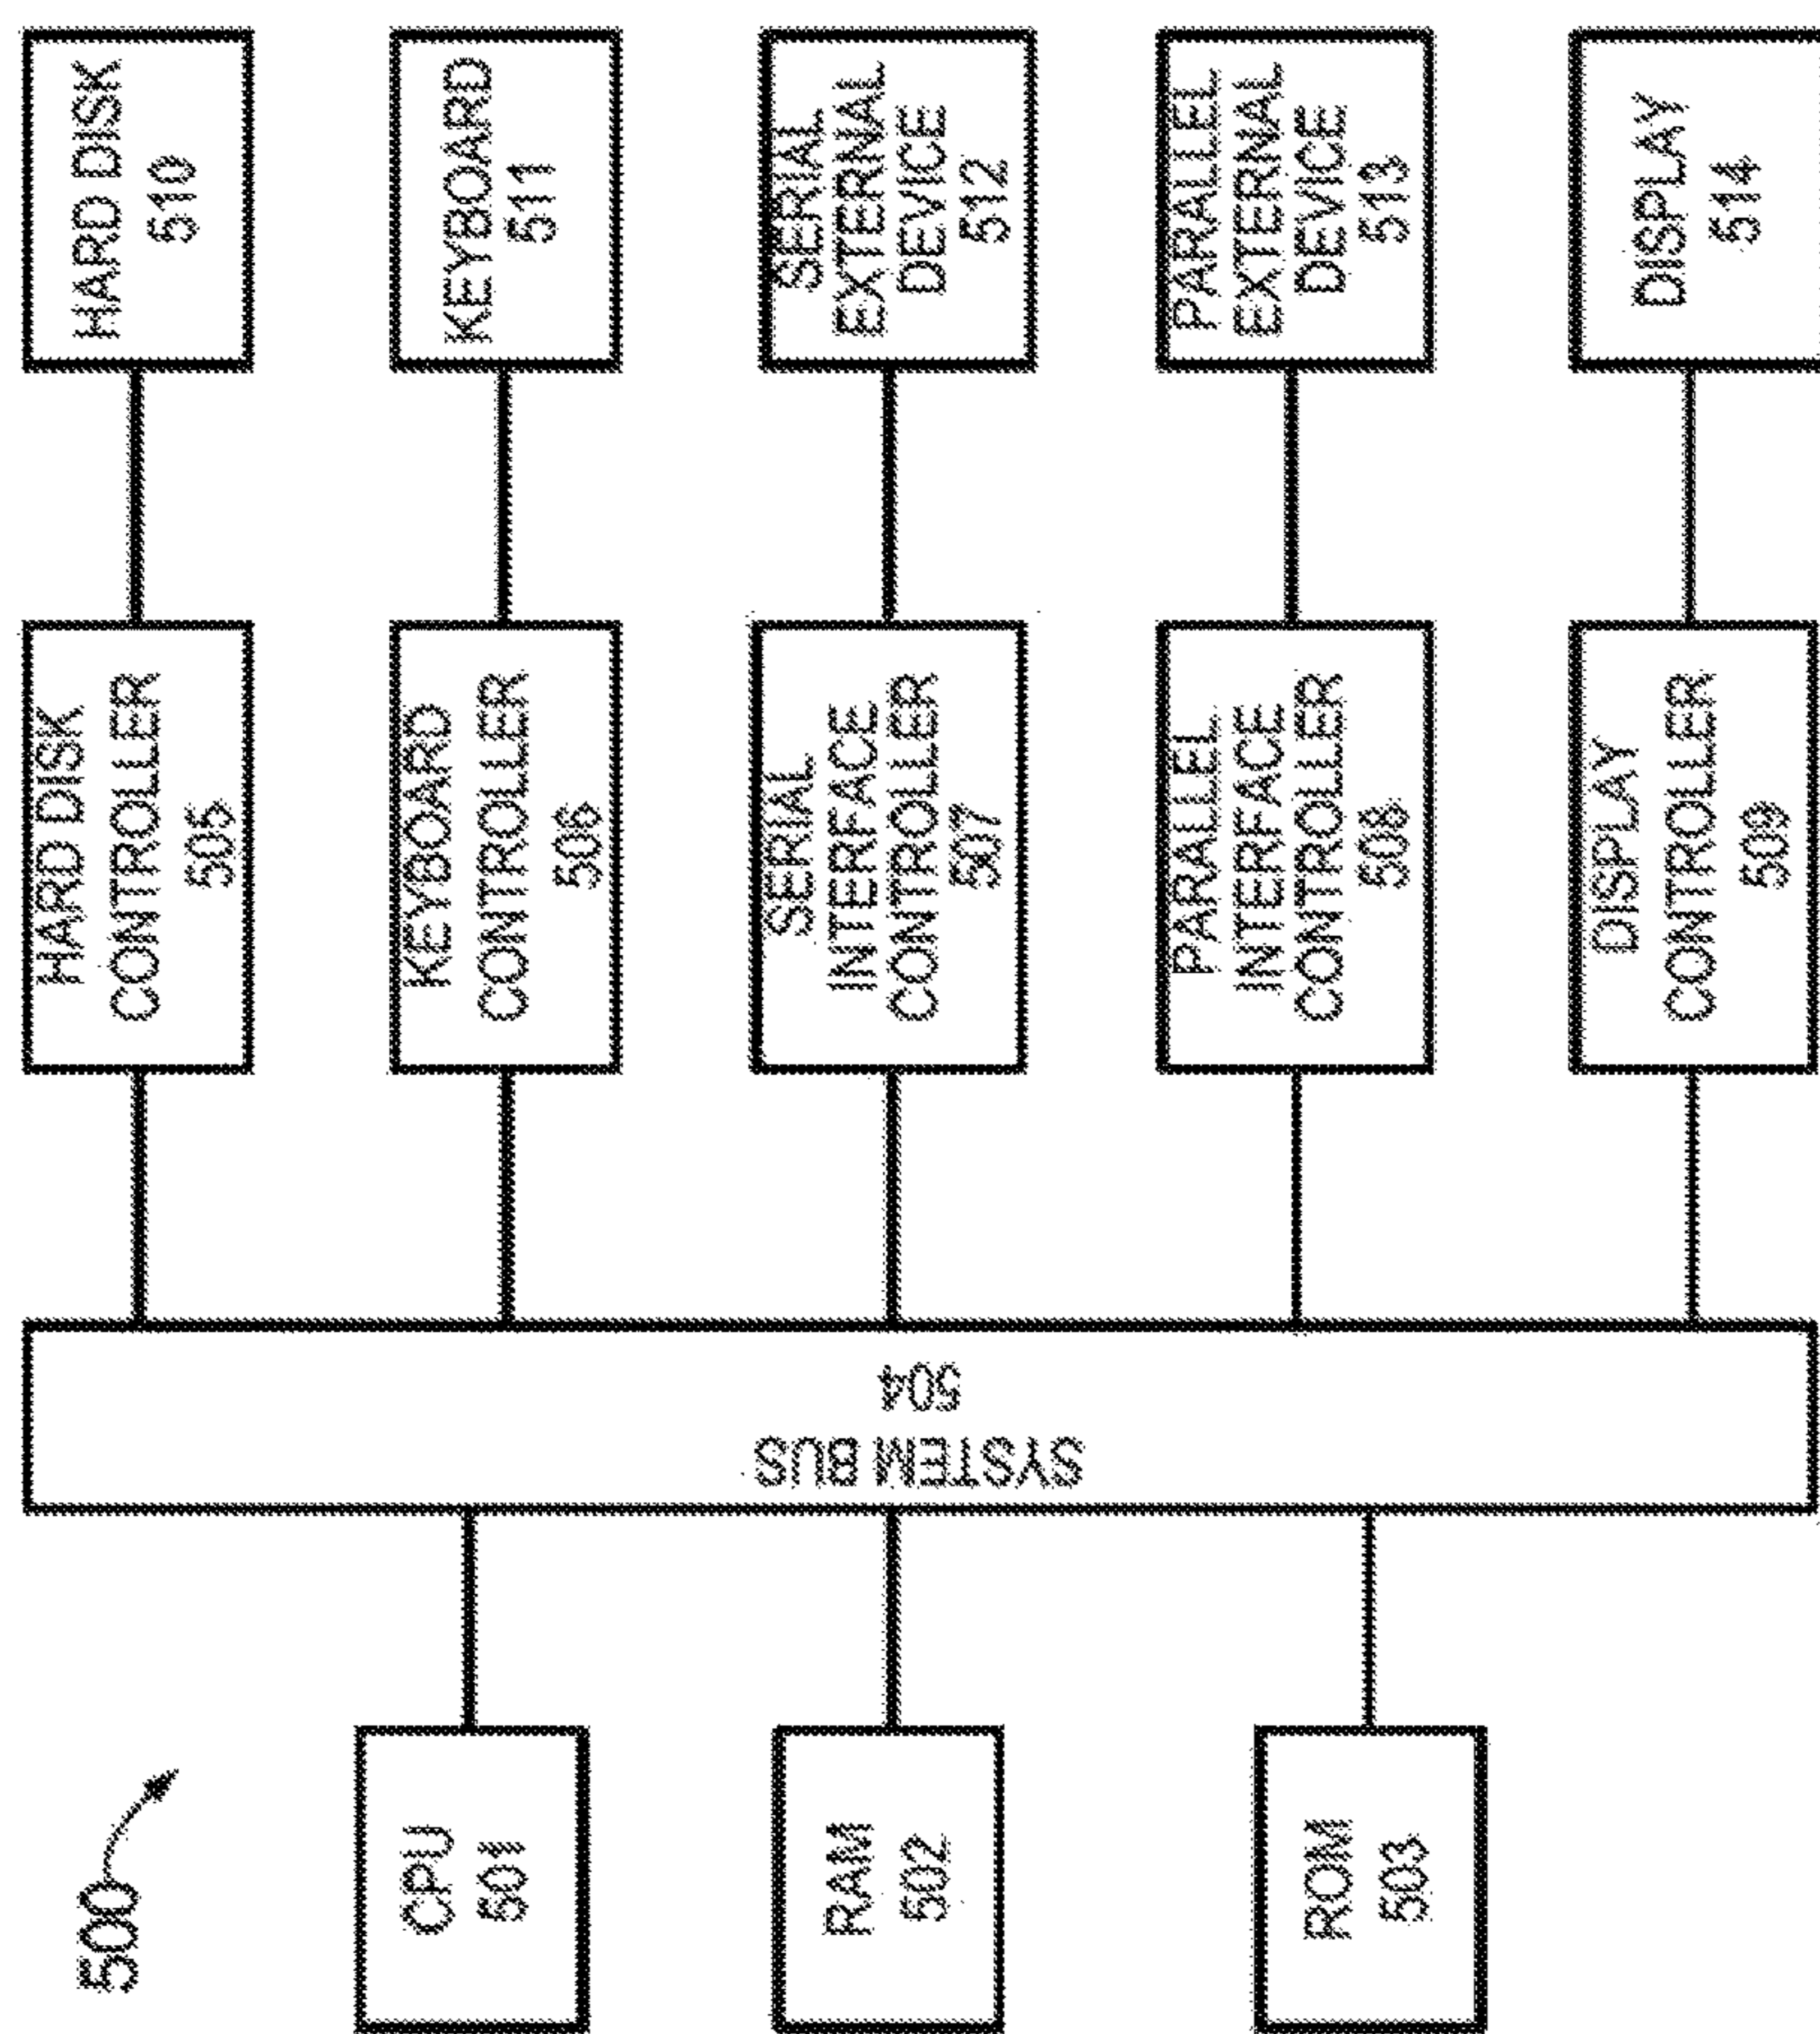 500
CPU
501
RAM
502
ROM
503
SYSTEM BUS
504
HARD DISK
CONTROLLER
505
KEYBOARD
CONTROLLER
506
SERIAL
INTERFACE
CONTROLLER
507
PARALLEL
INTERFACE
CONTROLLER
508
DISPLAY
CONTROLLER
509
HARD DISK
510
KEYBOARD
511
SERIAL
EXTERNAL
DEVICE
512
PARALLEL
EXTERNAL
DEVICE
513
DISPLAY
514